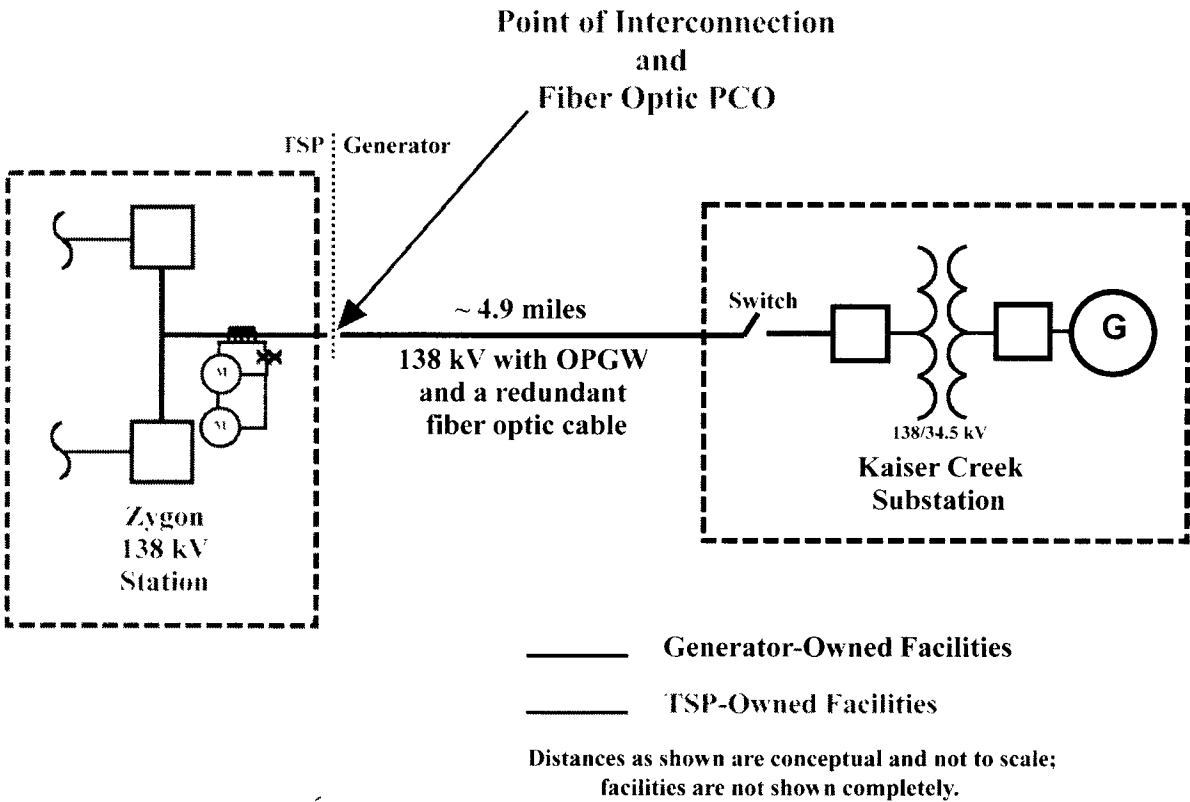 Point of Interconnection
and
Fiber Optic PCO
TSP Generator
~ 4.9 miles
Switch
138 kV with OPGW
and a redundant
fiber optic cable
M
M
G
138/34.5 kV
Kaiser Creek
Substation
Zygon
138 kV
Station
Generator-Owned Facilities
TSP-Owned Facilities
Distances as shown are conceptual and not to scale;
facilities are not shown completely.